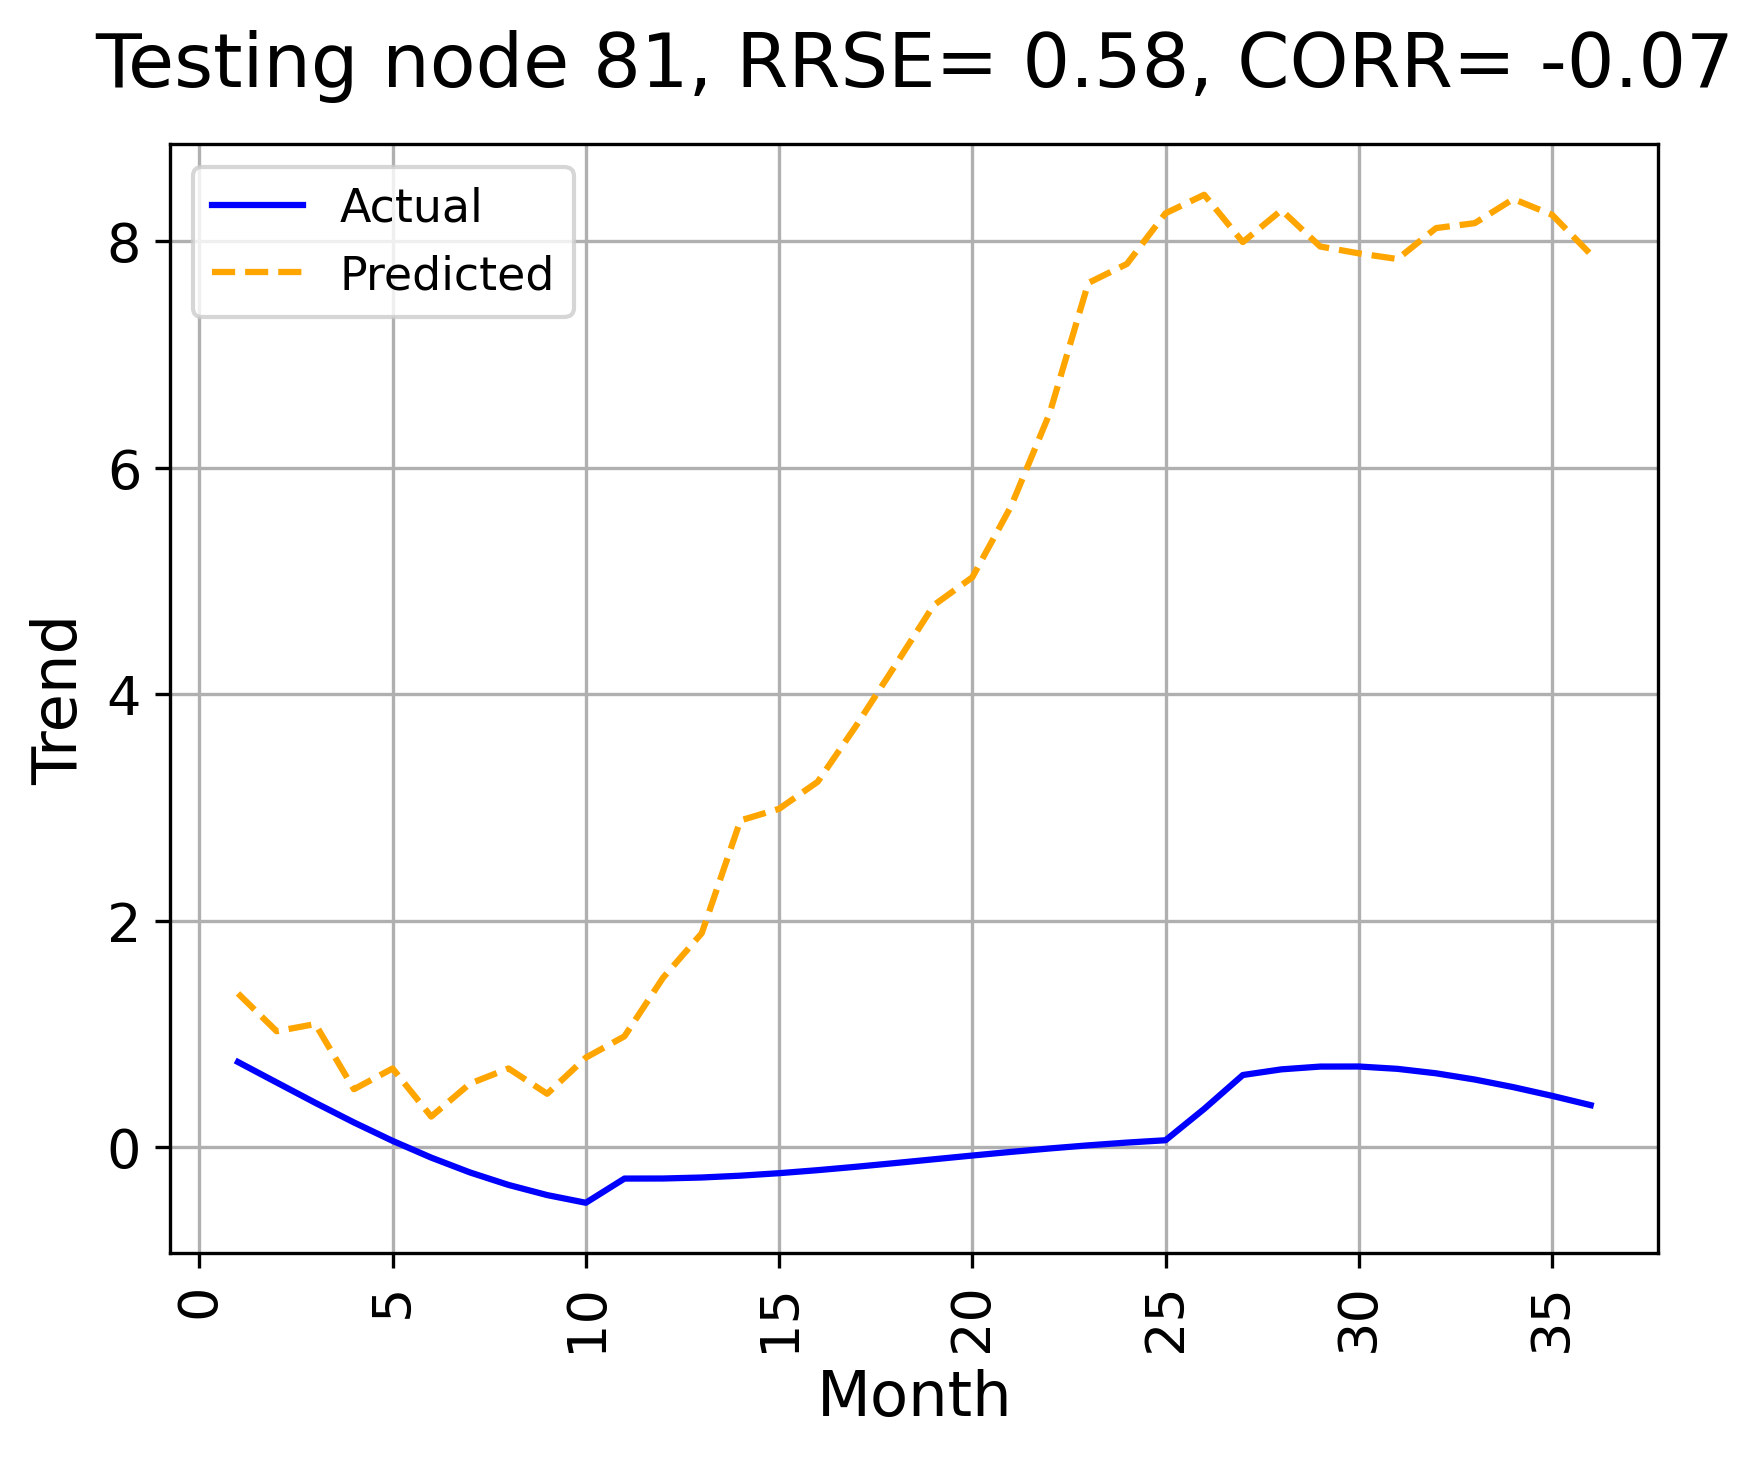 Testing node 81, RRSE= 0.58, CORR= -0.07
Actual
Predicted
8
6
4
2
0
Trend
0 5 10 15 20 25 30 35
Month